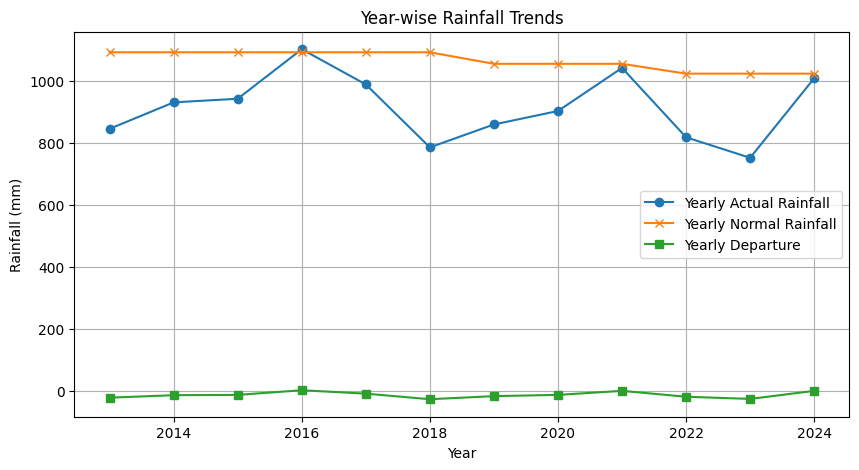 Year-wise Rainfall Trends
Rainfall (mm)
1000
800
600
400
200
0
Yearly Actual Rainfall
Yearly Normal Rainfall
Yearly Departure
2014 2016 2018 2020 2022 2024
Year